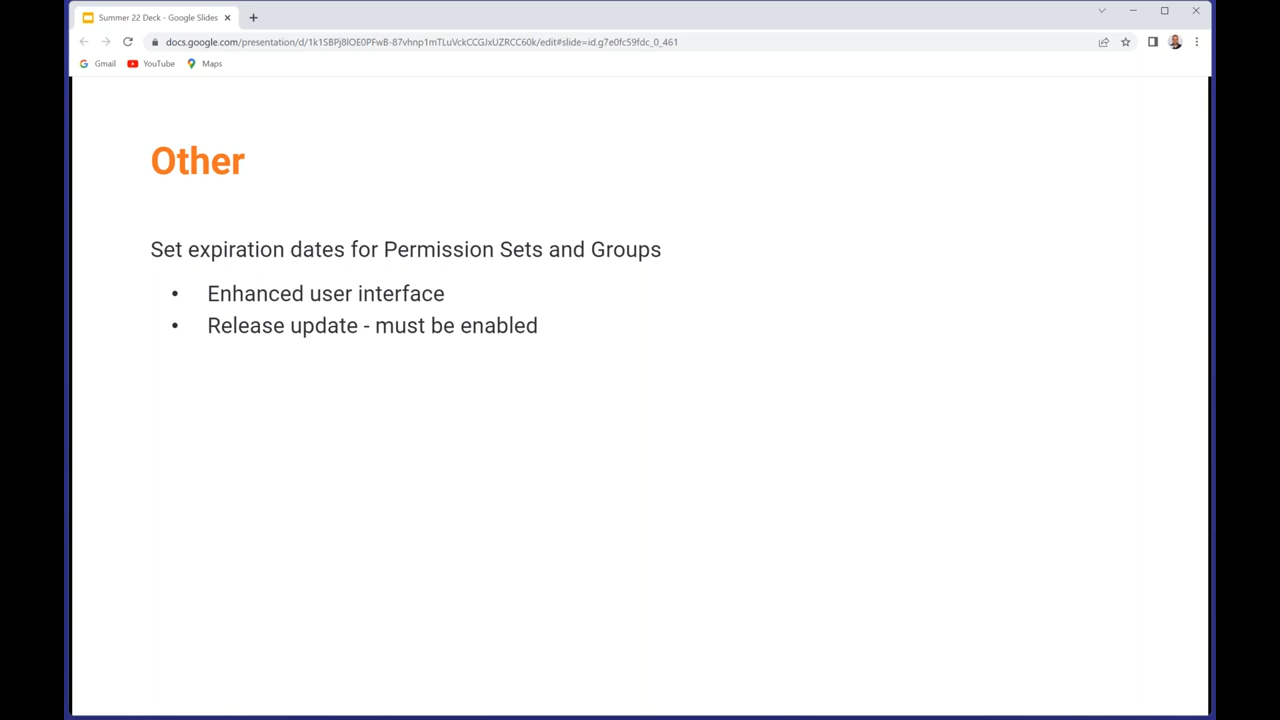 Summer 22 Deck - Google Slides
docs.google.com/presentation/d/1k1SBPj8lOE0PFwB-87vhnp1mTLuVckCCGJxUZRCC60k/edit#slide=id.g7e0fc59fdc_0_461
Gmail YouTube Maps
Other
Set expiration dates for Permission Sets and Groups
• Enhanced user interface
• Release update - must be enabled